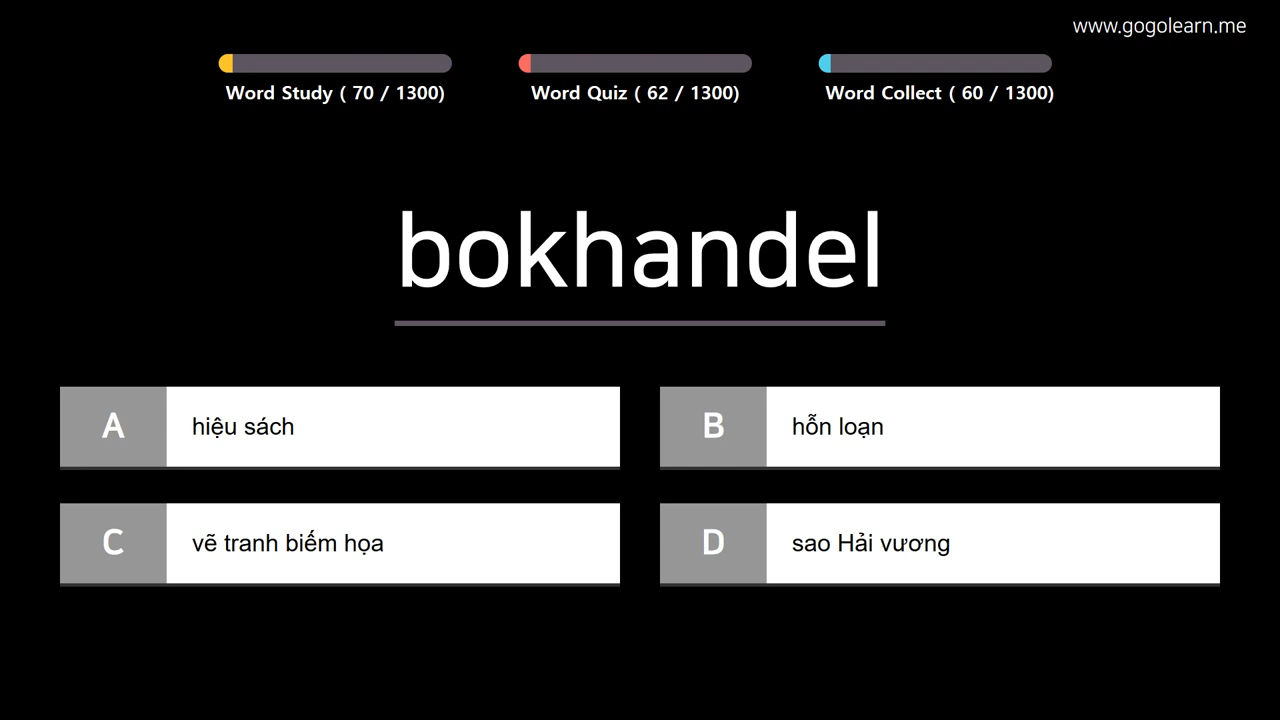 www.gogolearn.me
Word Study ( 70 / 1300)
Word Quiz ( 62 / 1300)
Word Collect ( 60 / 1300)
bokhandel
A hiệu sách
B hỗn loạn
C vẽ tranh biếm họa
D sao Hải vương